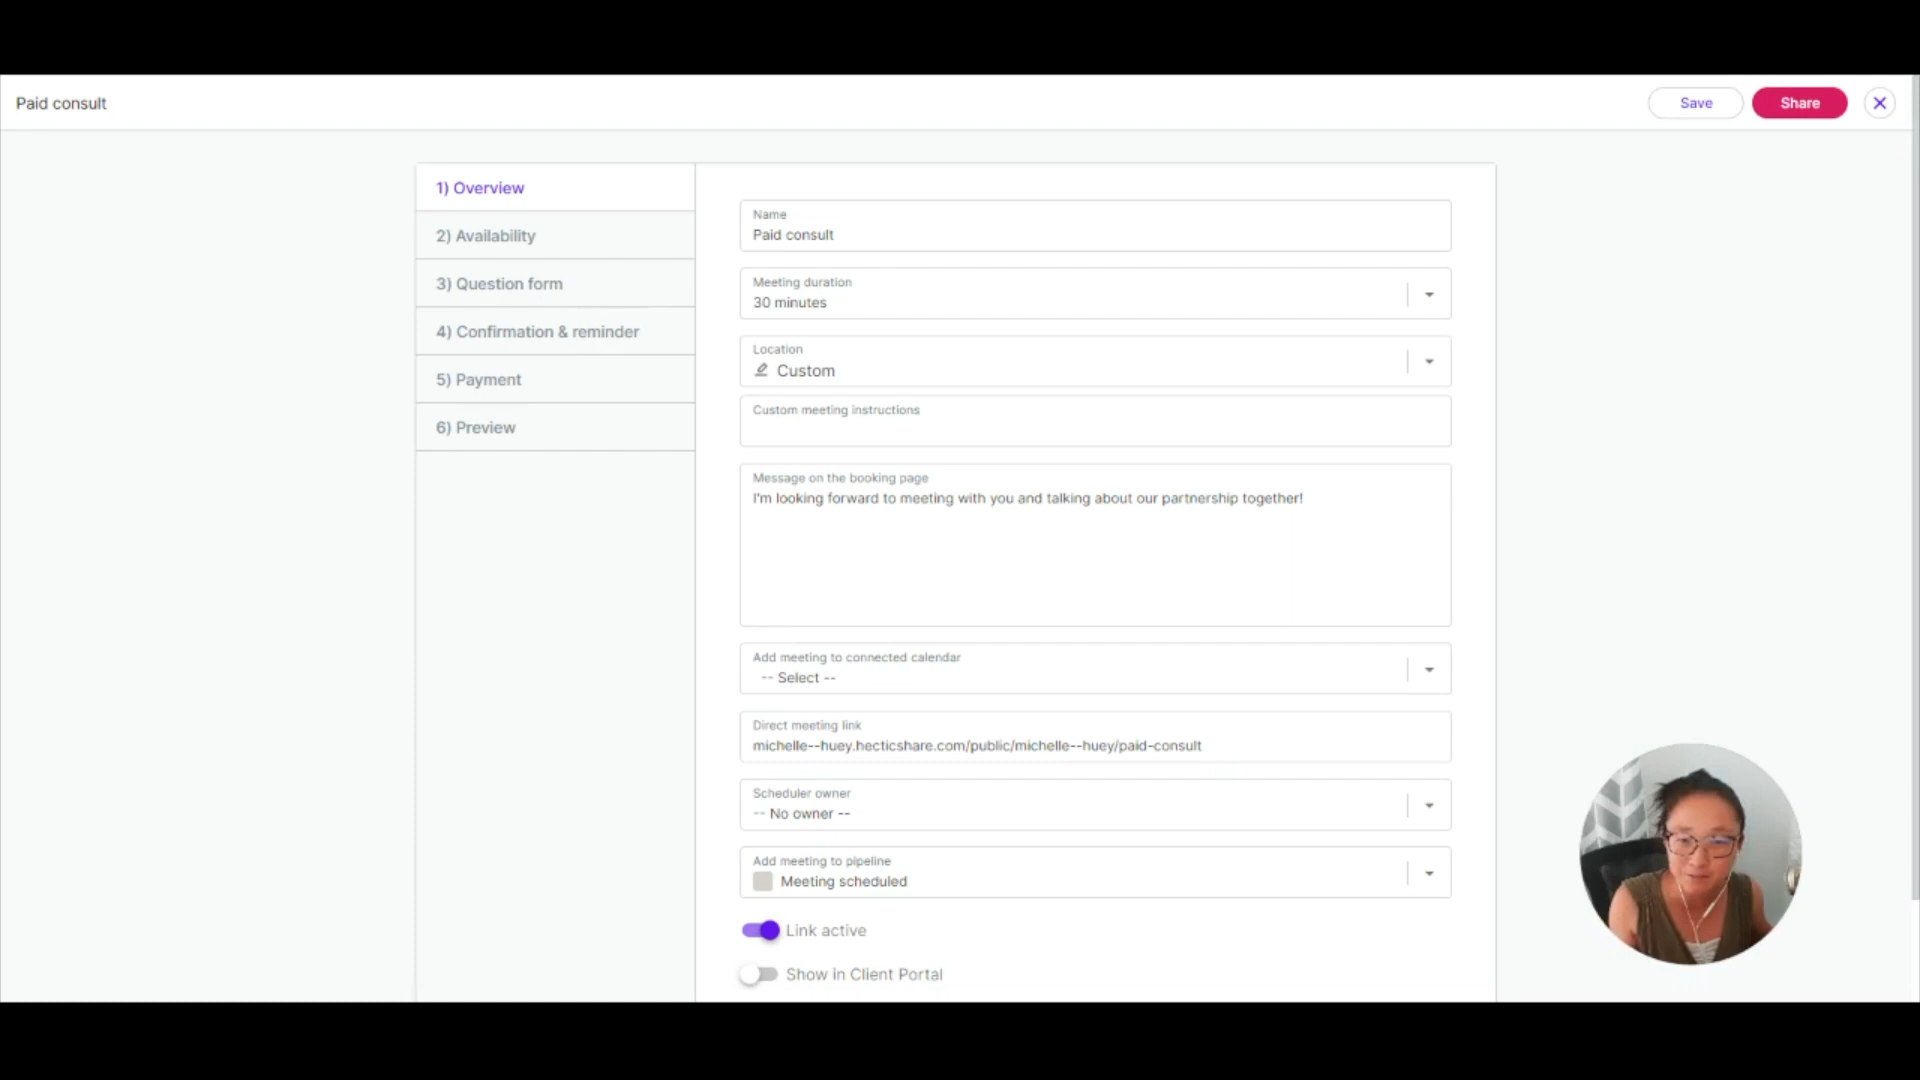 Paid consult
Save
Share
1) Overview
2) Availability
3) Question form
4) Confirmation & reminder
5) Payment
6) Preview
Name
Paid consult
Meeting duration
30 minutes
Location
Custom
Custom meeting instructions
Message on the booking page
I'm looking forward to meeting with you and talking about our partnership together!
Add meeting to connected calendar
-- Select --
Direct meeting link
michelle--huey.hecticshare.com/public/michelle--huey/paid-consult
Scheduler owner
-- No owner --
Add meeting to pipeline
Meeting scheduled
Link active
Show in Client Portal